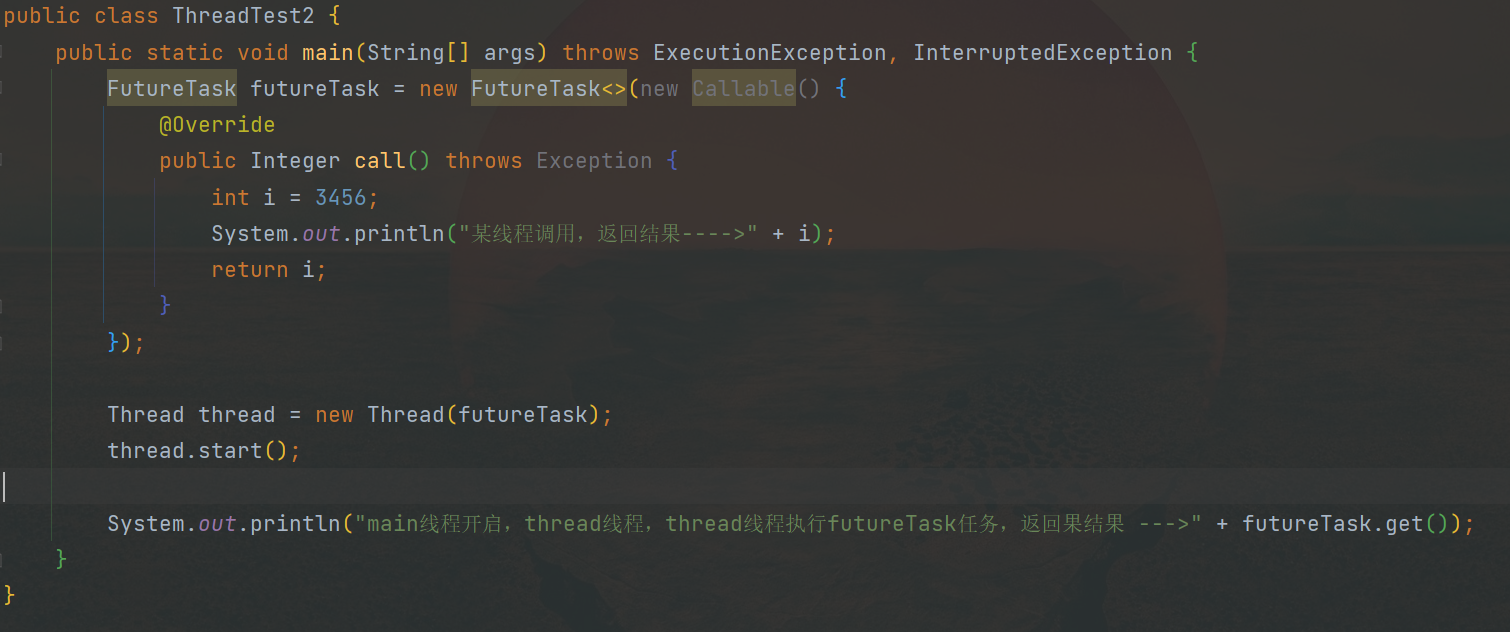 public class ThreadTest2 {
    public static void main(String[] args) throws ExecutionException, InterruptedException {
        FutureTask futureTask = new FutureTask<>(new Callable() {
            @Override
            public Integer call() throws Exception {
                int i = 3456;
                System.out.println("某线程调用，返回结果---->" + i);
                return i;
            }
        });
        Thread thread = new Thread(futureTask);
        thread.start();
        System.out.println("main线程开启，thread线程，thread线程执行futureTask任务，返回果结果 --->" + futureTask.get());
    }
}